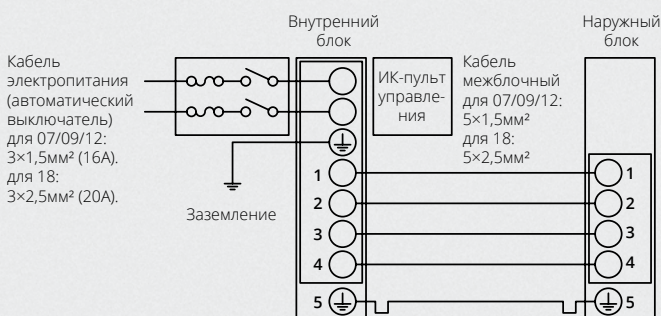 Внутренний
блок
Наружный
блок
Кабель
электропитания
(автоматический
выключатель)
для 07/09/12:
3×1,5мм² (16А).
для 18:
3×2,5мм² (20А).
ИК-пульт
управле-
ния
Кабель
межблочный
для 07/09/12:
5×1,5мм²
для 18:
5×2,5мм²
Заземление
1
2
3
4
5
1
2
3
4
5